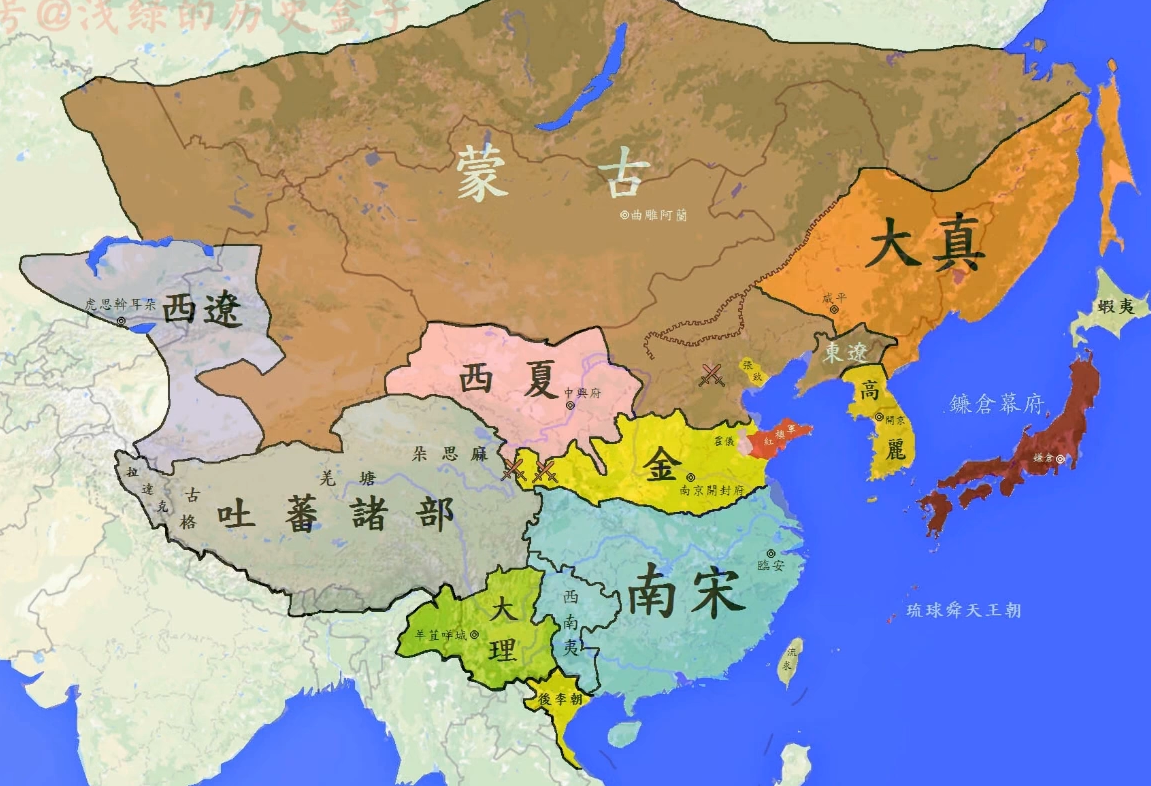 号@浅绿的历史盒子
蒙古
曲雕阿蘭
大真
咸平
虎思斡耳朵
西遼
蝦夷
東遼
西夏
中興府
張致
高麗
開京
鐮倉幕府
鐮倉
霍儀
紅襖軍
金
南京開封府
朵思麻
羌塘
拉達克
古格
吐蕃諸部
臨安
南宋
西南夷
大理
羊苴咩城
琉球舜天王朝
流求
後李朝